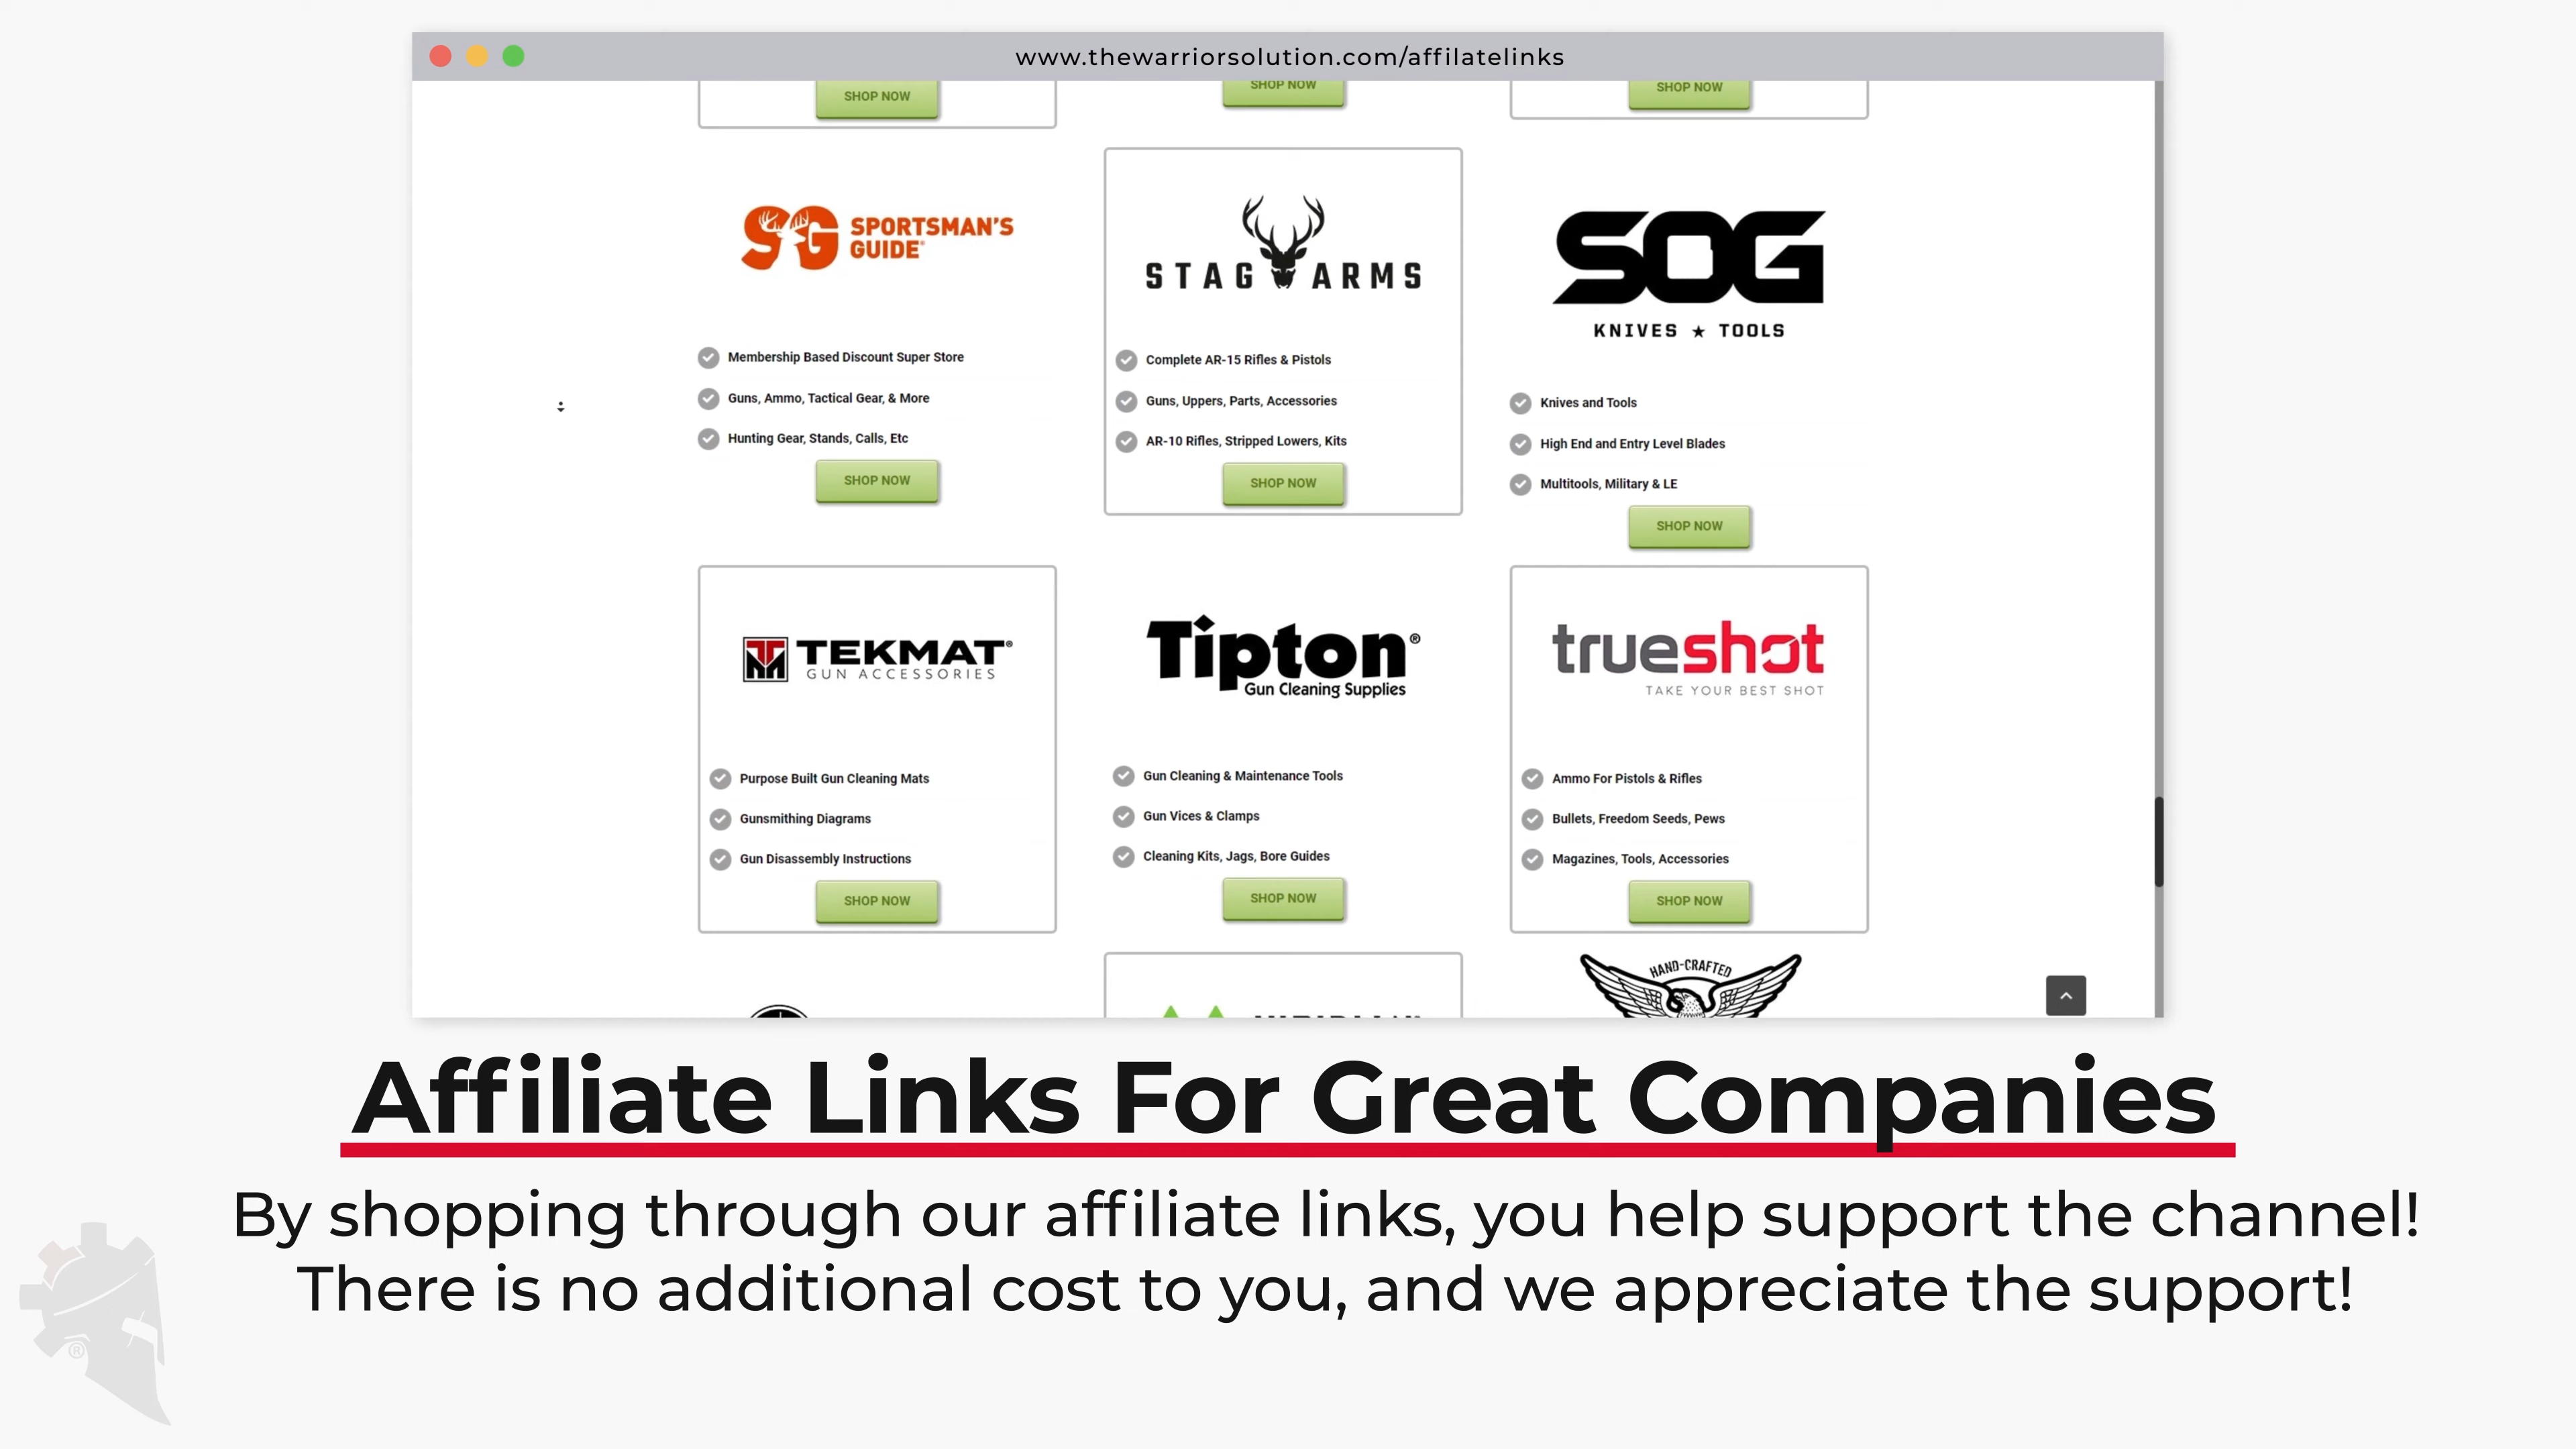 www.thewarriorsolution.com/affilatelinks
SHOP NOW
SHOP NOW
SHOP NOW
SG SPORTSMAN'S
GUIDE®
Membership Based Discount Super Store
Guns, Ammo, Tactical Gear, & More
Hunting Gear, Stands, Calls, Etc
SHOP NOW
STAG ARMS
Complete AR-15 Rifles & Pistols
Guns, Uppers, Parts, Accessories
AR-10 Rifles, Stripped Lowers, Kits
SHOP NOW
SOG
KNIVES ★ TOOLS
Knives and Tools
High End and Entry Level Blades
Multitools, Military & LE
SHOP NOW
TEKMAT®
GUN ACCESSORIES
Purpose Built Gun Cleaning Mats
Gunsmithing Diagrams
Gun Disassembly Instructions
SHOP NOW
Tipton®
Gun Cleaning Supplies
Gun Cleaning & Maintenance Tools
Gun Vices & Clamps
Cleaning Kits, Jags, Bore Guides
SHOP NOW
trueshot
TAKE YOUR BEST SHOT
Ammo For Pistols & Rifles
Bullets, Freedom Seeds, Pews
Magazines, Tools, Accessories
SHOP NOW
HAND-CRAFTED
Affiliate Links For Great Companies
By shopping through our affiliate links, you help support the channel!
There is no additional cost to you, and we appreciate the support!
®